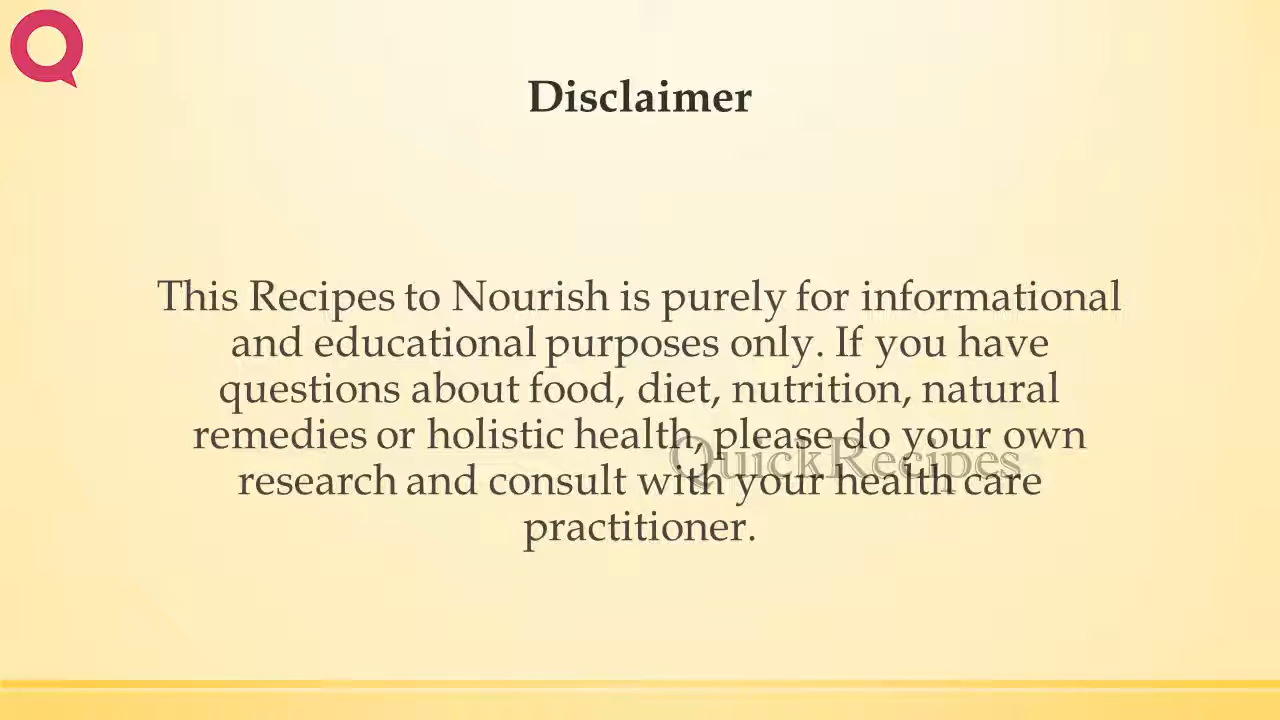 Disclaimer
This Recipes to Nourish is purely for informational
and educational purposes only. If you have
questions about food, diet, nutrition, natural
remedies or holistic health, please do your own
QuickRecipes
research and consult with your health care
practitioner.